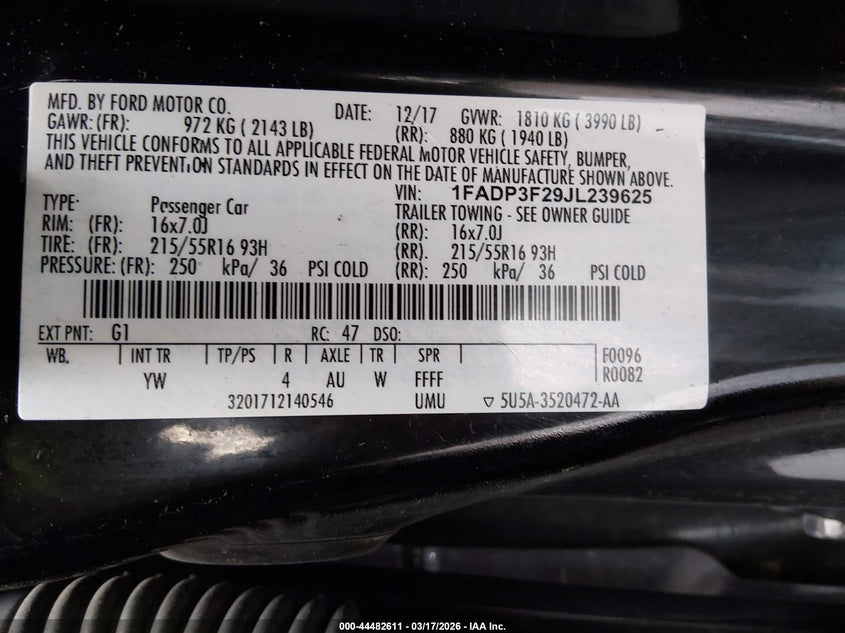 MFD. BY FORD MOTOR CO. DATE: 12/17 GVWR: 1810 KG ( 3990 LB)
GAWR: (FR): 972 KG ( 2143 LB) (RR): 880 KG ( 1940 LB)
THIS VEHICLE CONFORMS TO ALL APPLICABLE FEDERAL MOTOR VEHICLE SAFETY, BUMPER,
AND THEFT PREVENTION STANDARDS IN EFFECT ON THE DATE OF MANUFACTURE SHOWN ABOVE.
VIN: 1FADP3F29JL239625
TYPE: Passenger Car TRAILER TOWING - SEE OWNER GUIDE
RIM: (FR): 16x7.0J (RR): 16x7.0J
TIRE: (FR): 215/55R16 93H (RR). 215/55R16 93H
PRESSURE: (FR): 250 kPa/ 36 PSI COLD (RR): 250 kPa/ 36 PSI COLD
EXT PNT: G1 RC: 47 DSO:
WB. INT TR TP/PS R AXLE TR SPR F0096
YW 4 AU W FFFF R0082
3201712140546 UMU ▽ 5U5A-3520472-AA
000-44482611 - 03/17/2026 - IAA Inc.